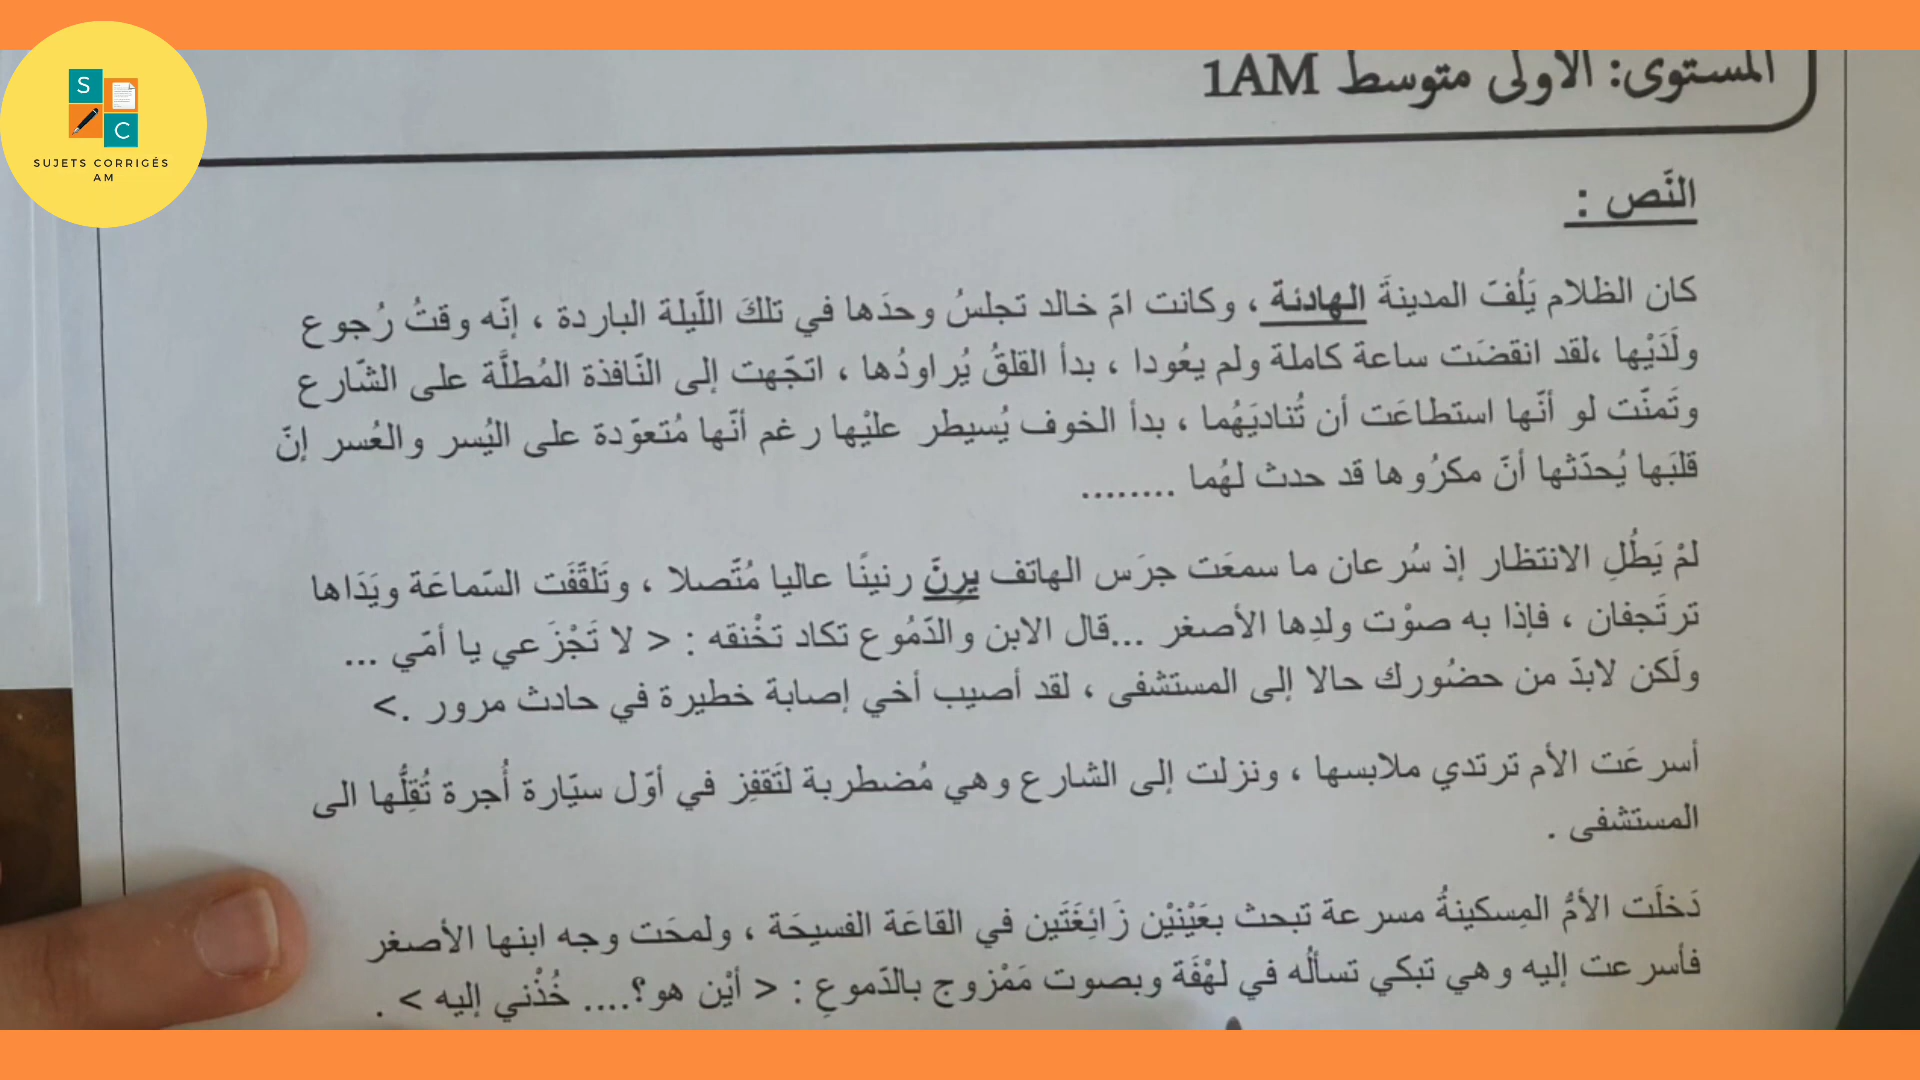 S
C
SUJETS CORRIGÉS
AM
المستوى: الأولى متوسط 1AM
النَّص :
كان الظلام يَلُفّ المدينةَ الهادئة ، وكانت امّ خالد تجلسُ وحدَها في تلكَ اللّيلة الباردة ، إنّه وقتُ رُجوع
ولَدَيْها ،لقد انقضَت ساعة كاملة ولم يعُودا ، بدأ القلقُ يُراودُها ، اتجّهت إلى النّافذة المُطلَّة على الشّارع
وتَمنّت لو أنّها استطاعَت أن تُناديَهُما ، بدأ الخوف يُسيطر عليْها رغم أنّها مُتعوّدة على اليُسر والعُسر إنّ
قلبَها يُحدّثها أنّ مكرُوها قد حدث لهُما ........
لمْ يَطُلِ الانتظار إذ سُرعان ما سمعَت جرَس الهاتف يرِنّ رنينًا عاليا مُتّصلا ، وتَلقَّفَت السّماعَة ويَدَاها
ترتَجفان ، فإذا به صوْت ولدِها الأصغر ...قال الابن والدّمُوع تكاد تخْنقه : < لا تَجْزَعي يا أمّي ...
ولَكن لابدّ من حضُورك حالا إلى المستشفى ، لقد أصيب أخي إصابة خطيرة في حادث مرور .>
أسرعَت الأم ترتدي ملابسها ، ونزلت إلى الشارع وهي مُضطربة لتَقفِز في أوّل سيّارة أُجرة تُقِلُّها الى
المستشفى .
دَخلَت الأمُّ المِسكينةُ مسرعة تبحث بعَيْنيْن زَائِغَتَين في القاعَة الفسيحَة ، ولمحَت وجه ابنها الأصغر
فأسرعت إليه وهي تبكي تسألُه في لهْفَة وبصوت مَمْزوج بالدّموعِ : < أيْن هو؟.... خُذْني إليه > .